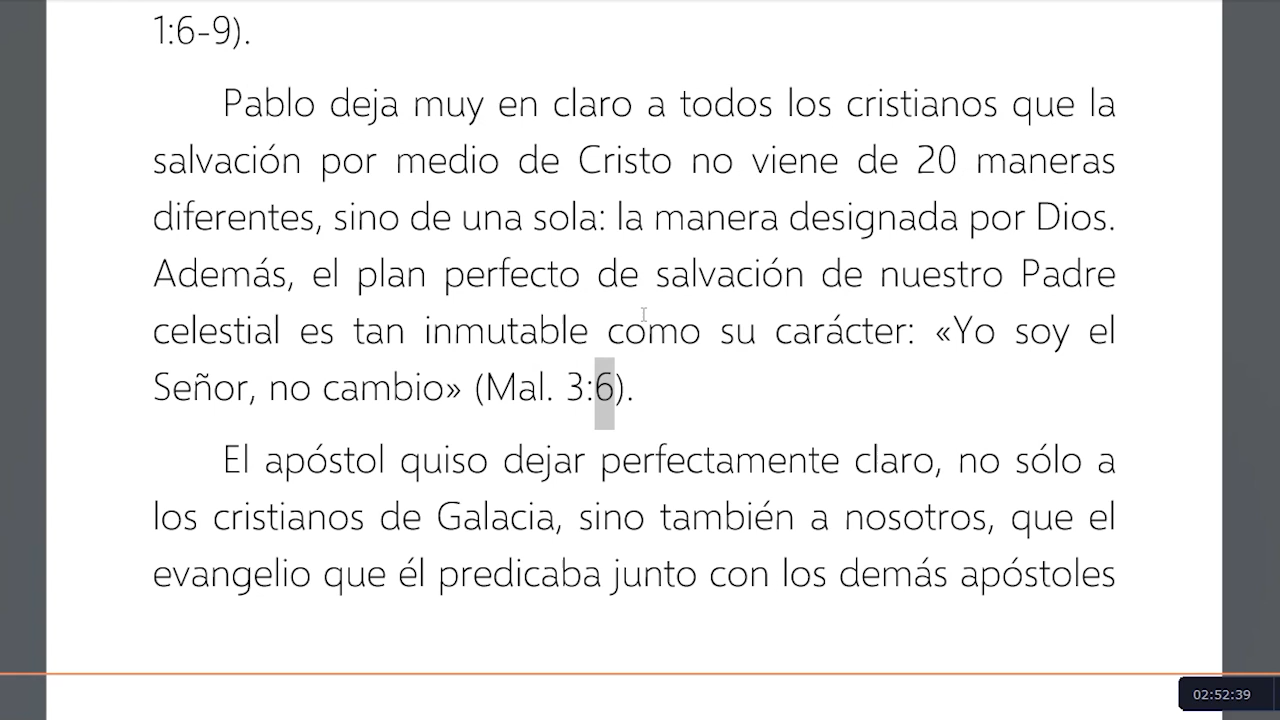 1:6-9).
Pablo deja muy en claro a todos los cristianos que la
salvación por medio de Cristo no viene de 20 maneras
diferentes, sino de una sola: la manera designada por Dios.
Además, el plan perfecto de salvación de nuestro Padre
celestial es tan inmutable como su carácter: «Yo soy el
Señor, no cambio» (Mal. 3:6).
El apóstol quiso dejar perfectamente claro, no sólo a
los cristianos de Galacia, sino también a nosotros, que el
evangelio que él predicaba junto con los demás apóstoles
02:52:39